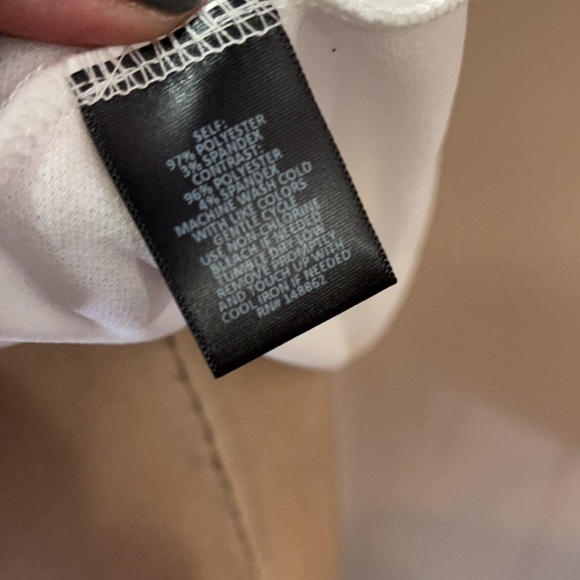 SELF:
97% POLYESTER
3% SPANDEX
CONTRAST:
96% POLYESTER
4% SPANDEX
MACHINE WASH COLD
WITH LIKE COLORS
GENTLE CYCLE
USE NON-CHLORINE
BLEACH IF NEEDED
TUMBLE DRY LOW
REMOVE PROMPTLY
AND TOUCH UP WITH
COOL IRON IF NEEDED
RN# 148862